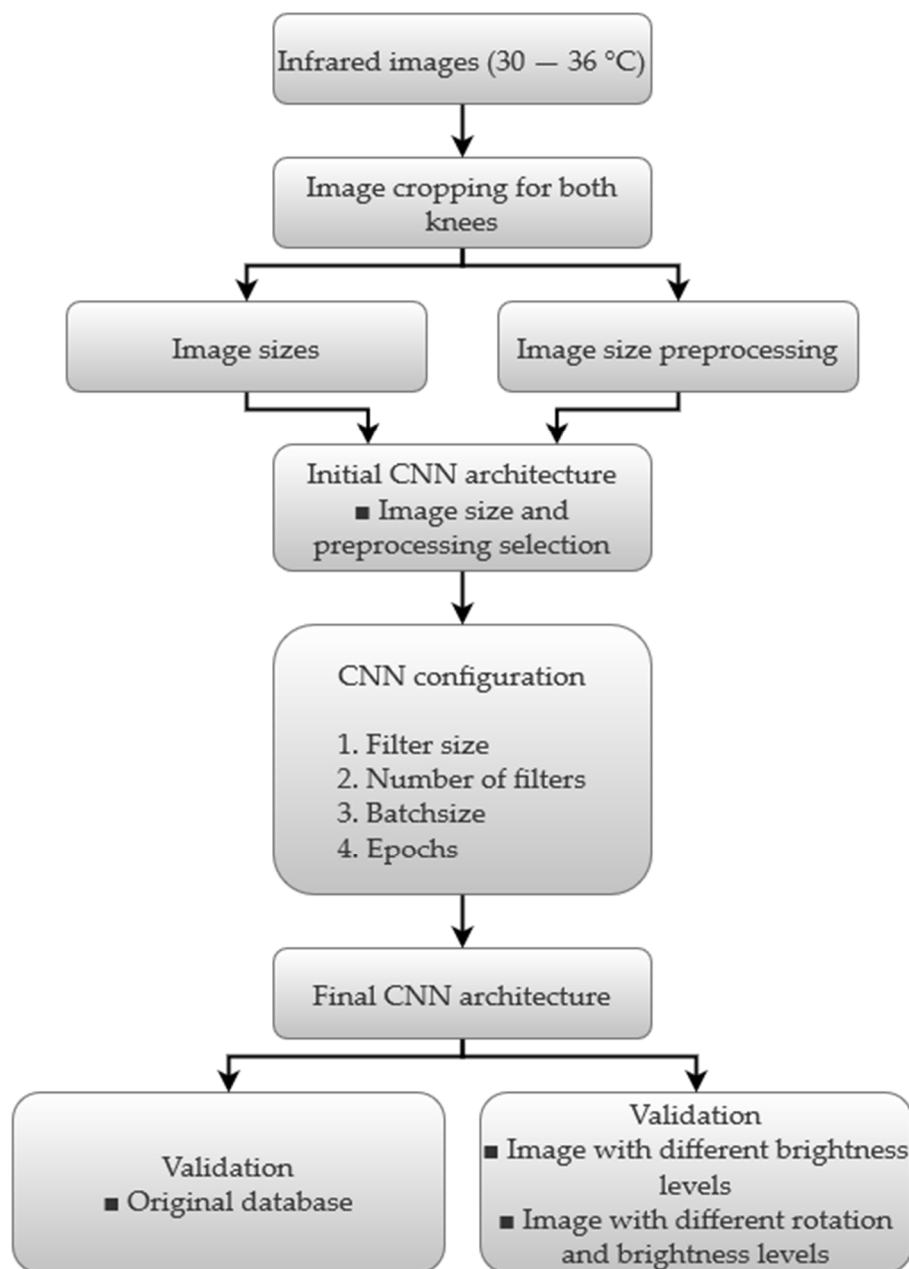 Infrared images (30 — 36 °C)
Image cropping for both
knees
Image sizes
Image size preprocessing
Initial CNN architecture
▪ Image size and
preprocessing selection
CNN configuration
1. Filter size
2. Number of filters
3. Batchsize
4. Epochs
Final CNN architecture
Validation
▪ Original database
Validation
▪ Image with different brightness
levels
▪ Image with different rotation
and brightness levels